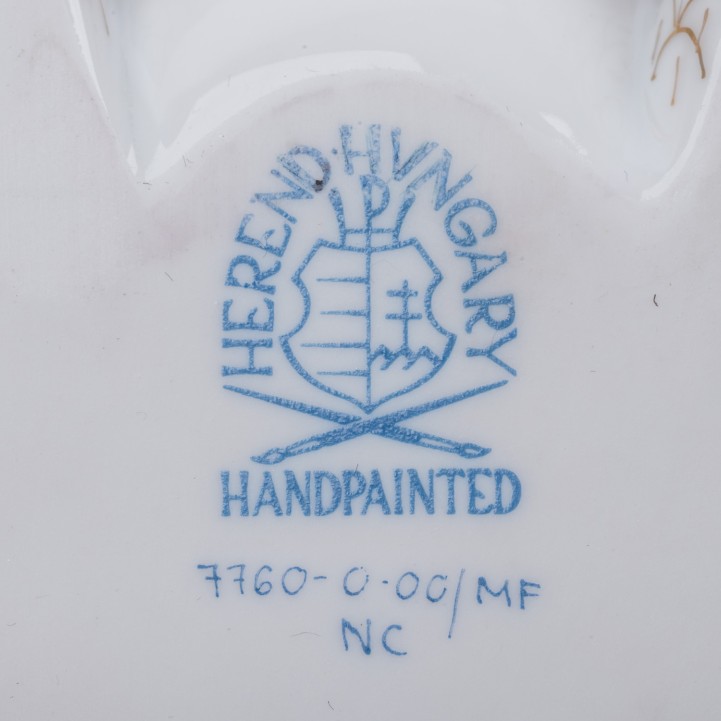 HEREND·HVNGARY
P
HANDPAINTED
7760-0-00/MF
NC